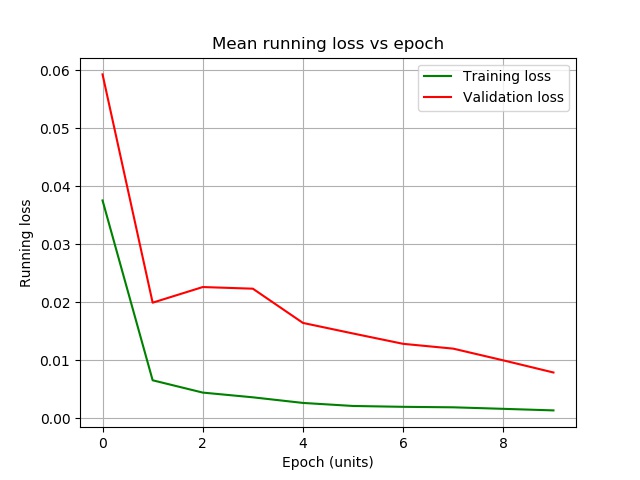 Mean running loss vs epoch
Training loss
Validation loss
Running loss
0.06
0.05
0.04
0.03
0.02
0.01
0.00
0 2 4 6 8
Epoch (units)